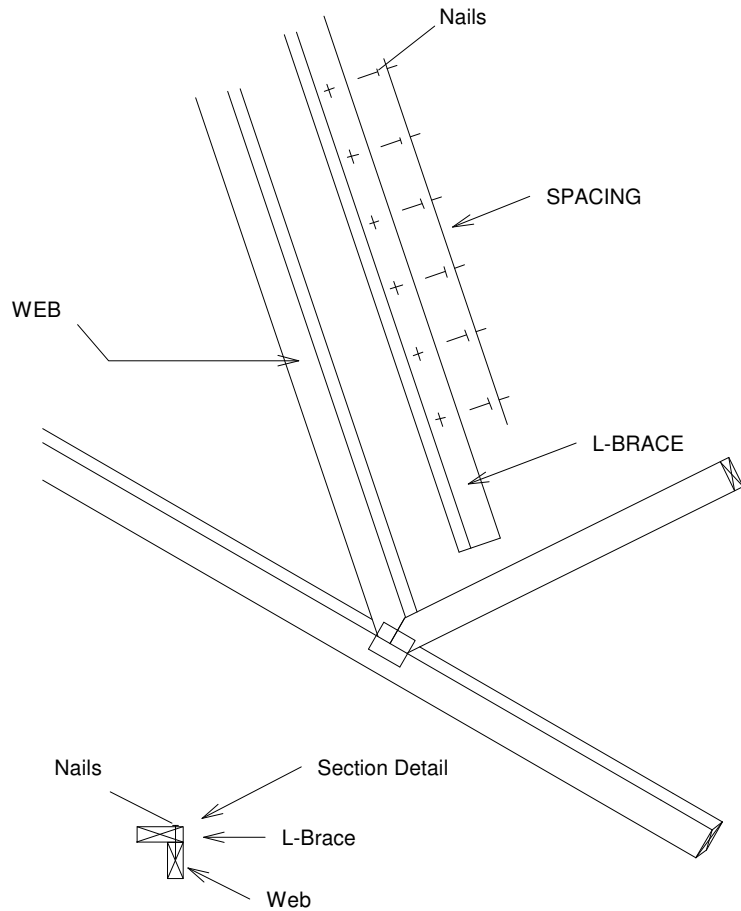 Nails
SPACING
WEB
L-BRACE
Nails
Section Detail
L-Brace
Web